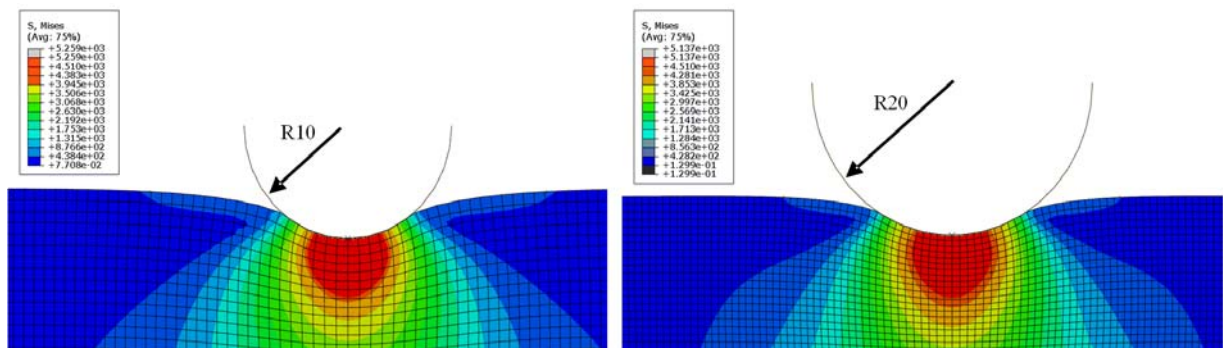 S, Mises
(Avg: 75%)
+5.259e+03
+5.259e+03
+4.510e+03
+4.383e+03
+3.945e+03
+3.506e+03
+3.068e+03
+2.630e+03
+2.192e+03
+1.753e+03
+1.315e+03
+8.766e+02
+4.384e+02
+7.708e-02
R10
S, Mises
(Avg: 75%)
+5.137e+03
+5.137e+03
+4.510e+03
+4.281e+03
+3.853e+03
+3.425e+03
+2.997e+03
+2.569e+03
+2.141e+03
+1.713e+03
+1.284e+03
+8.563e+02
+4.282e+02
+1.299e-01
+1.299e-01
R20